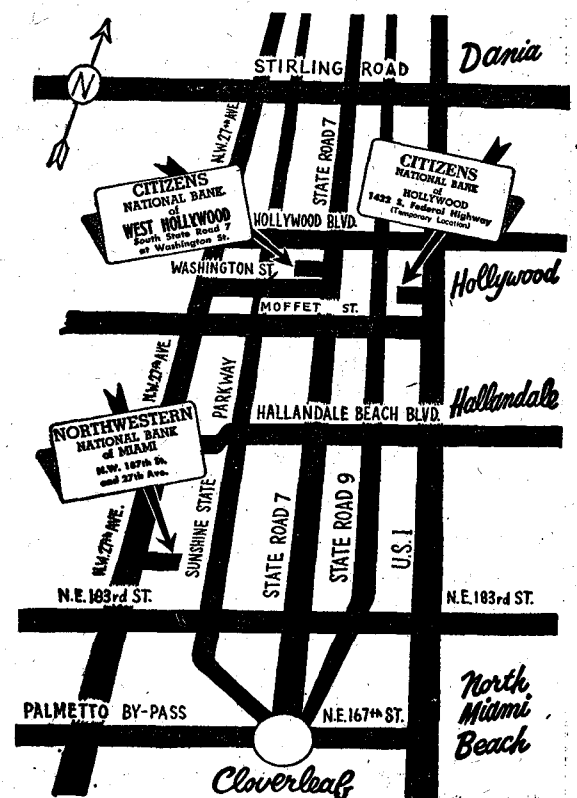 Dania
STIRLING ROAD
N
N.W. 27th AVE.
STATE ROAD 7
CITIZENS
NATIONAL BANK
of
WEST HOLLYWOOD
South State Road 7
at Washington St.
CITIZENS
NATIONAL BANK
of
HOLLYWOOD
1432 S. Federal Highway
(Temporary Location)
HOLLYWOOD BLVD.
WASHINGTON ST.
Hollywood
MOFFET ST.
N.W. 27th AVE.
PARKWAY
HALLANDALE BEACH BLVD.
Hallandale
NORTHWESTERN
NATIONAL BANK
of MIAMI
N.W. 187th St.
and 27th Ave.
N.W. 27th AVE.
SUNSHINE STATE
STATE ROAD 7
STATE ROAD 9
U.S. 1
N.E. 183rd ST.
N.E. 183rd ST.
PALMETTO BY-PASS
N.E. 167th ST.
North
Miami
Beach
Cloverleaf